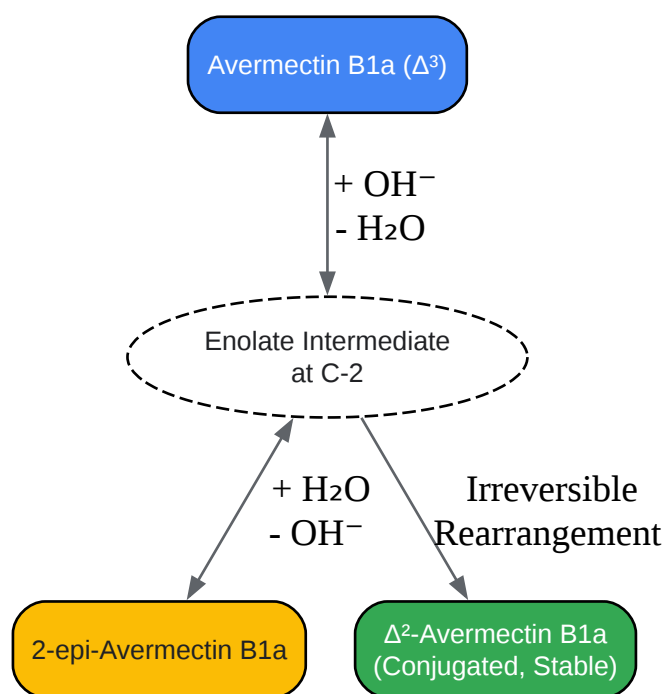 Avermectin B1a (Δ³)
+ OH⁻
- H₂O
Enolate Intermediate
at C-2
+ H₂O
- OH⁻
Irreversible
Rearrangement
2-epi-Avermectin B1a
Δ²-Avermectin B1a
(Conjugated, Stable)